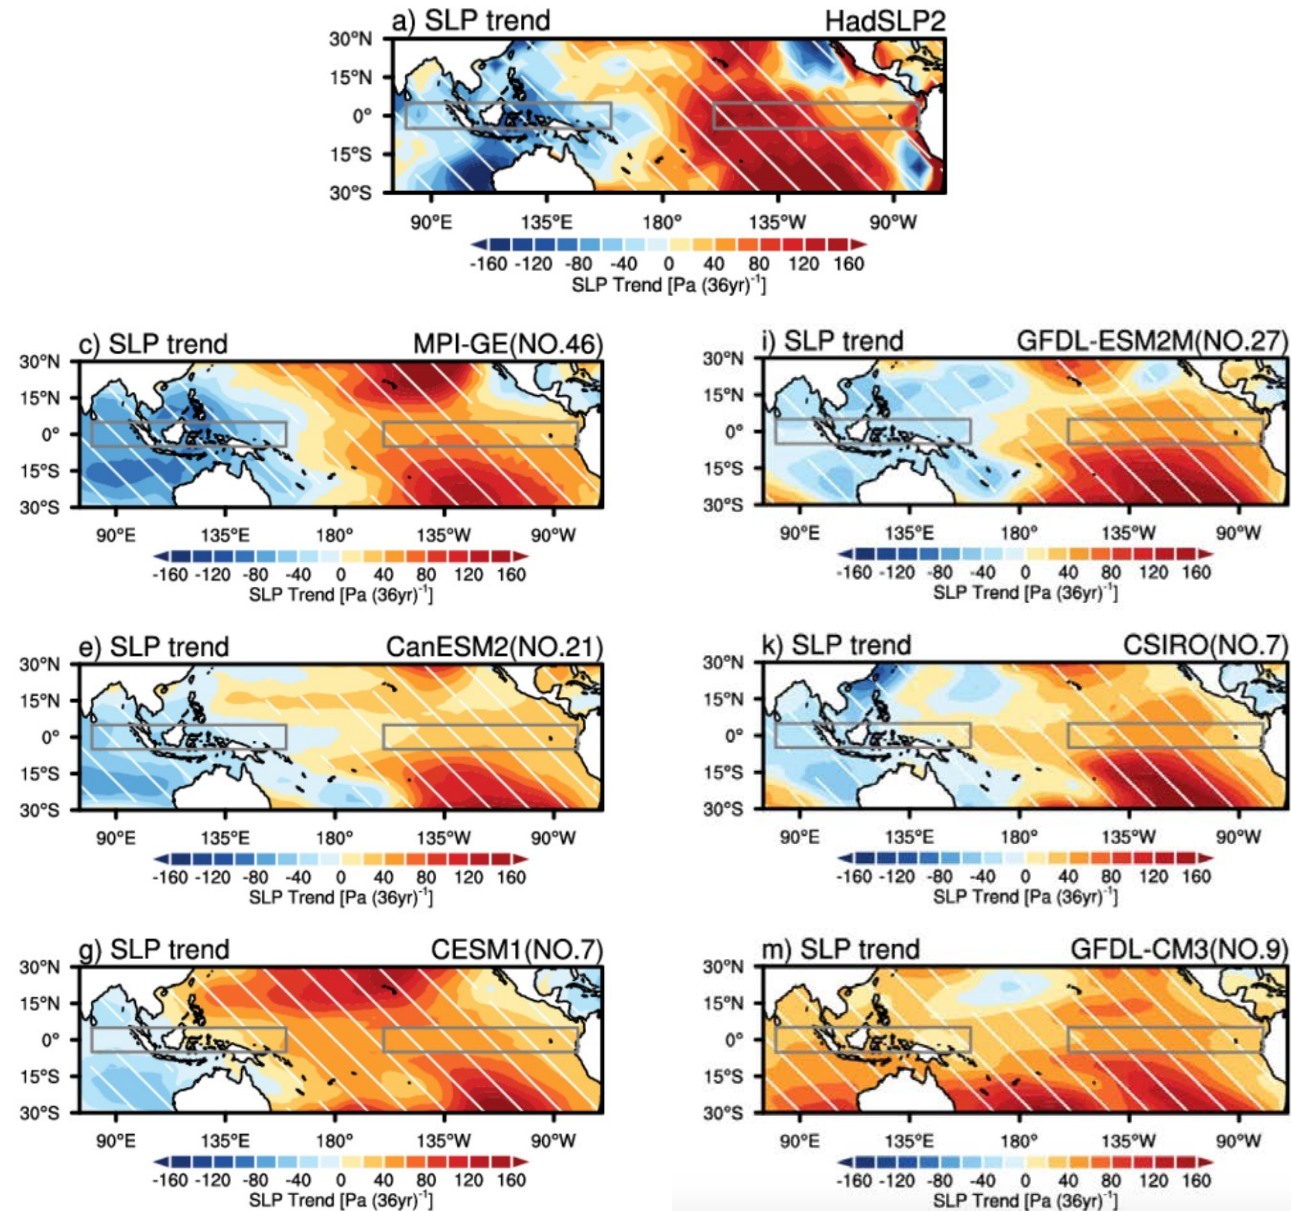 a) SLP trend HadSLP2
30°N
15°N
0°
15°S
30°S
90°E 135°E 180° 135°W 90°W
-160 -120 -80 -40 0 40 80 120 160
SLP Trend [Pa (36yr)⁻¹]
c) SLP trend MPI-GE(NO.46)
30°N
15°N
0°
15°S
30°S
90°E 135°E 180° 135°W 90°W
-160 -120 -80 -40 0 40 80 120 160
SLP Trend [Pa (36yr)⁻¹]
i) SLP trend GFDL-ESM2M(NO.27)
30°N
15°N
0°
15°S
30°S
90°E 135°E 180° 135°W 90°W
-160 -120 -80 -40 0 40 80 120 160
SLP Trend [Pa (36yr)⁻¹]
e) SLP trend CanESM2(NO.21)
30°N
15°N
0°
15°S
30°S
90°E 135°E 180° 135°W 90°W
-160 -120 -80 -40 0 40 80 120 160
SLP Trend [Pa (36yr)⁻¹]
k) SLP trend CSIRO(NO.7)
30°N
15°N
0°
15°S
30°S
90°E 135°E 180° 135°W 90°W
-160 -120 -80 -40 0 40 80 120 160
SLP Trend [Pa (36yr)⁻¹]
g) SLP trend CESM1(NO.7)
30°N
15°N
0°
15°S
30°S
90°E 135°E 180° 135°W 90°W
-160 -120 -80 -40 0 40 80 120 160
SLP Trend [Pa (36yr)⁻¹]
m) SLP trend GFDL-CM3(NO.9)
30°N
15°N
0°
15°S
30°S
90°E 135°E 180° 135°W 90°W
-160 -120 -80 -40 0 40 80 120 160
SLP Trend [Pa (36yr)⁻¹]